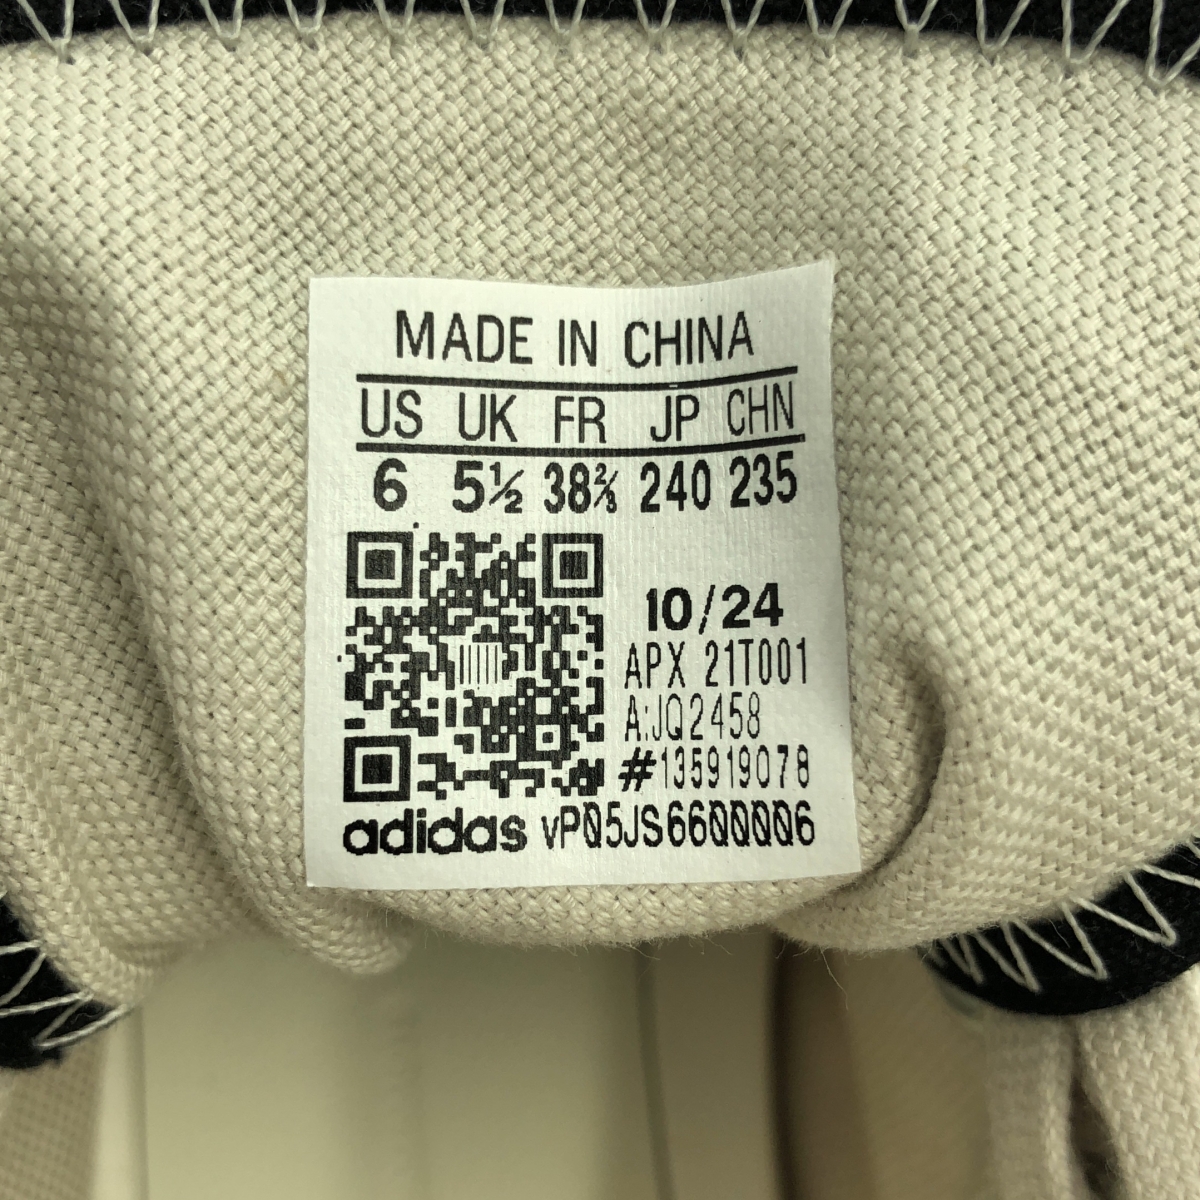 MADE IN CHINA
US UK FR JP CHN
6 5½ 38⅔ 240 235
10/24
APX 21T001
A:JQ2458
#135919078
adidas vP05JS6600006